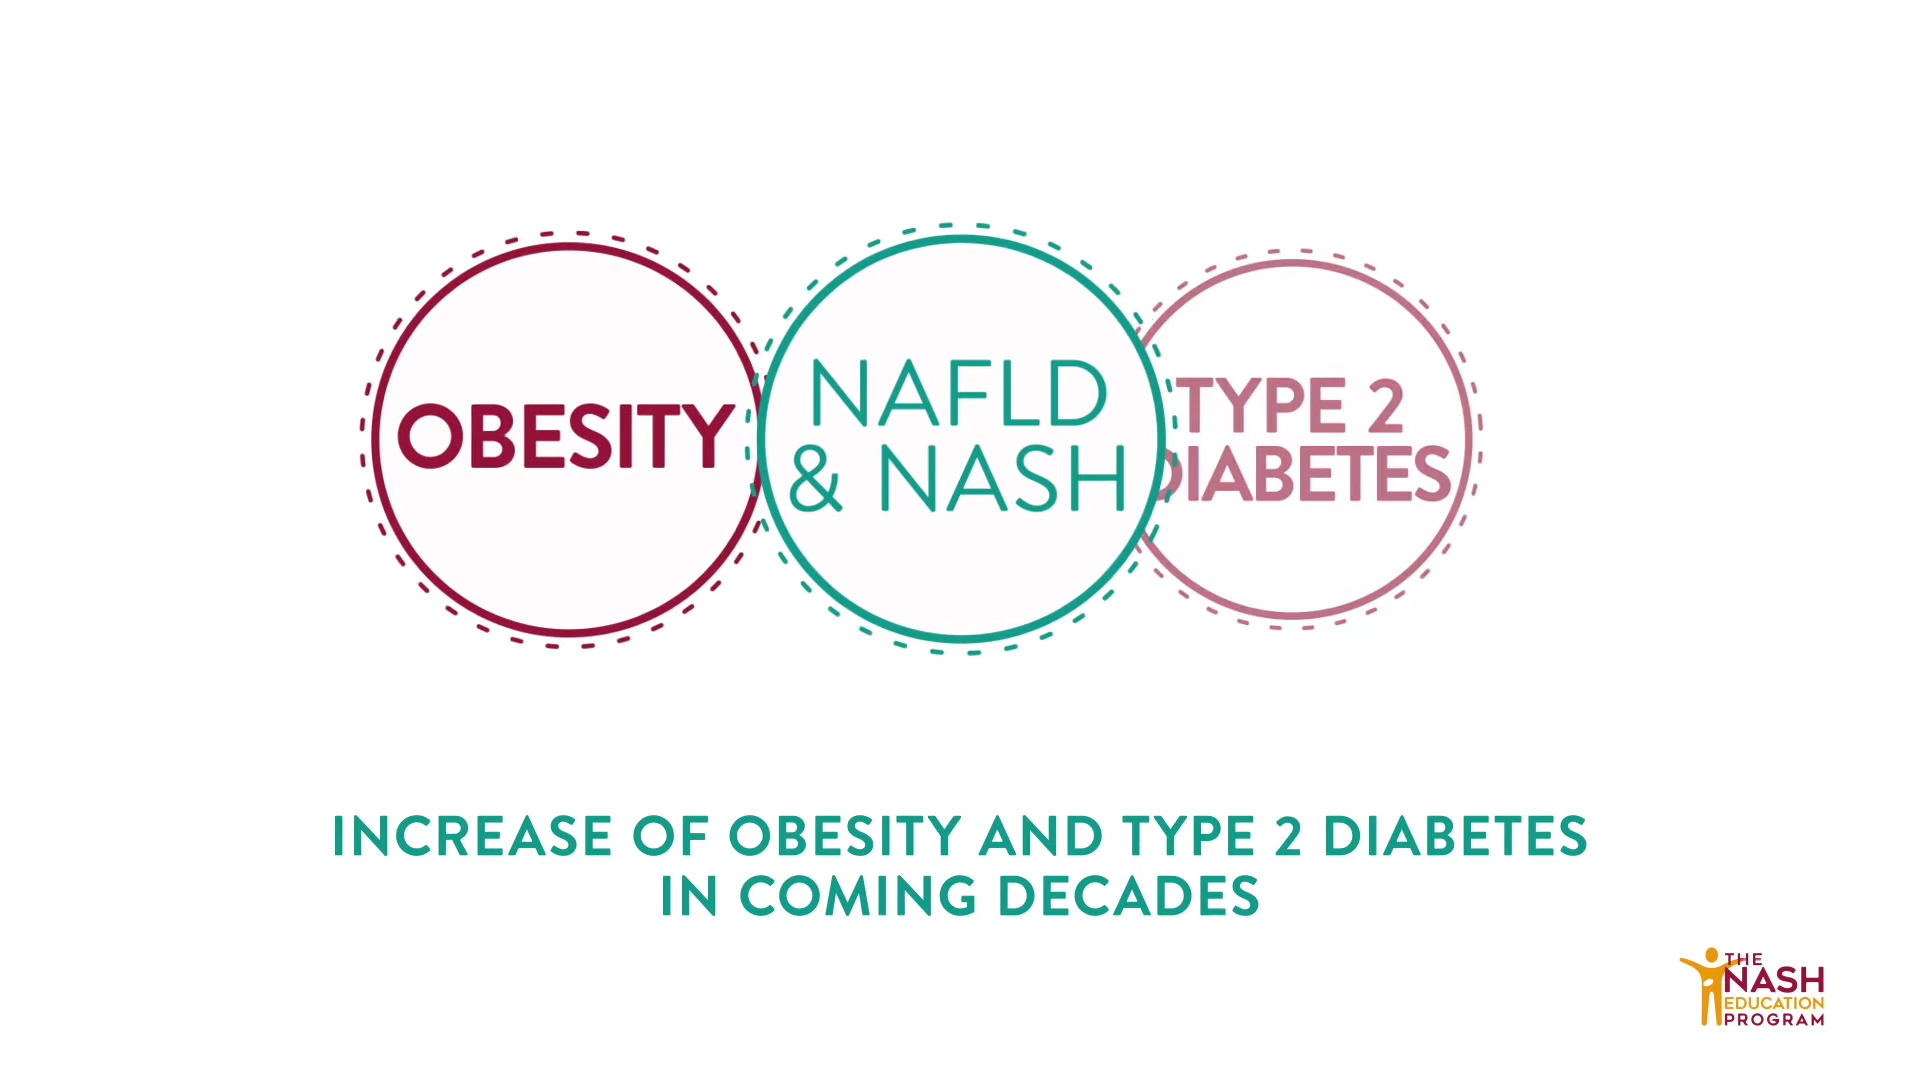 OBESITY
NAFLD
& NASH
TYPE 2
DIABETES
INCREASE OF OBESITY AND TYPE 2 DIABETES
IN COMING DECADES
THE
NASH
EDUCATION
PROGRAM